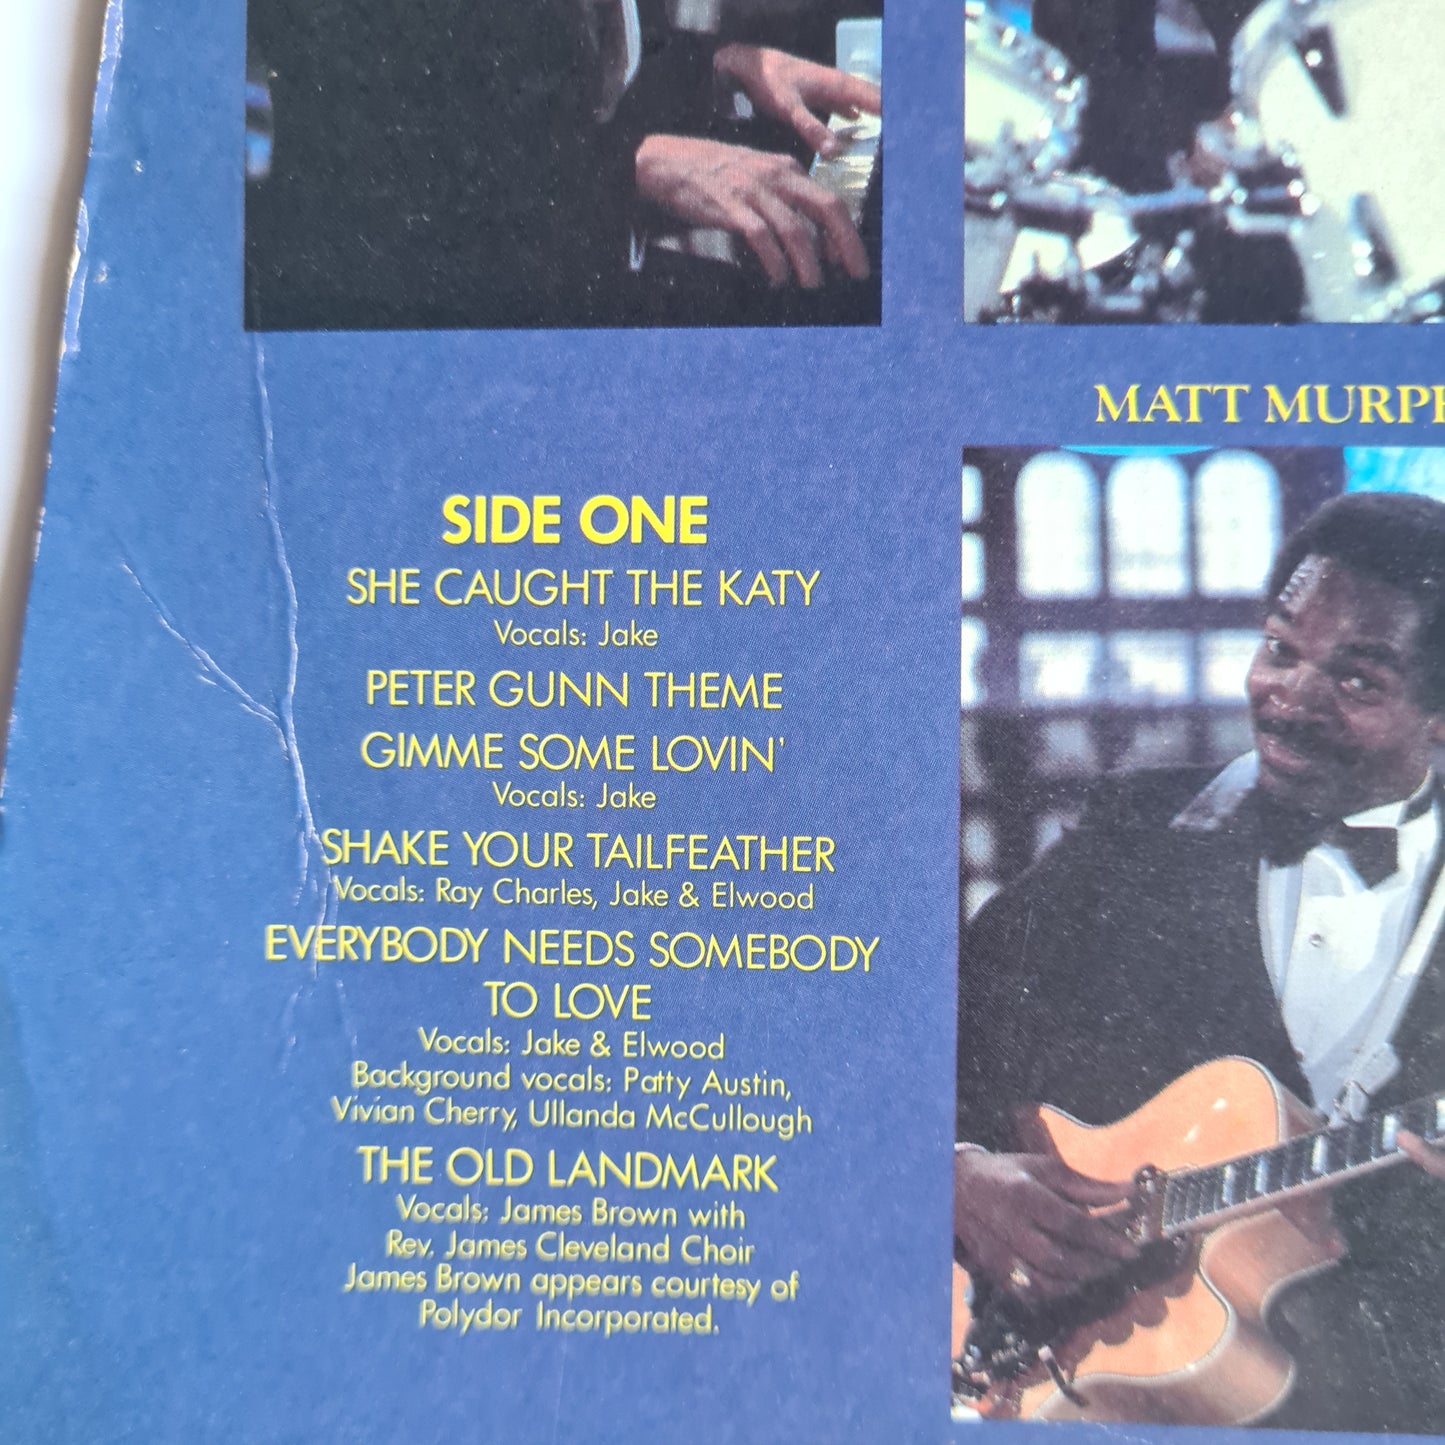 MATT MURPH
SIDE ONE
SHE CAUGHT THE KATY
Vocals: Jake
PETER GUNN THEME
GIMME SOME LOVIN'
Vocals: Jake
SHAKE YOUR TAILFEATHER
Vocals: Ray Charles, Jake & Elwood
EVERYBODY NEEDS SOMEBODY
TO LOVE
Vocals: Jake & Elwood
Background vocals: Patty Austin,
Vivian Cherry, Ullanda McCullough
THE OLD LANDMARK
Vocals: James Brown with
Rev. James Cleveland Choir
James Brown appears courtesy of
Polydor Incorporated.